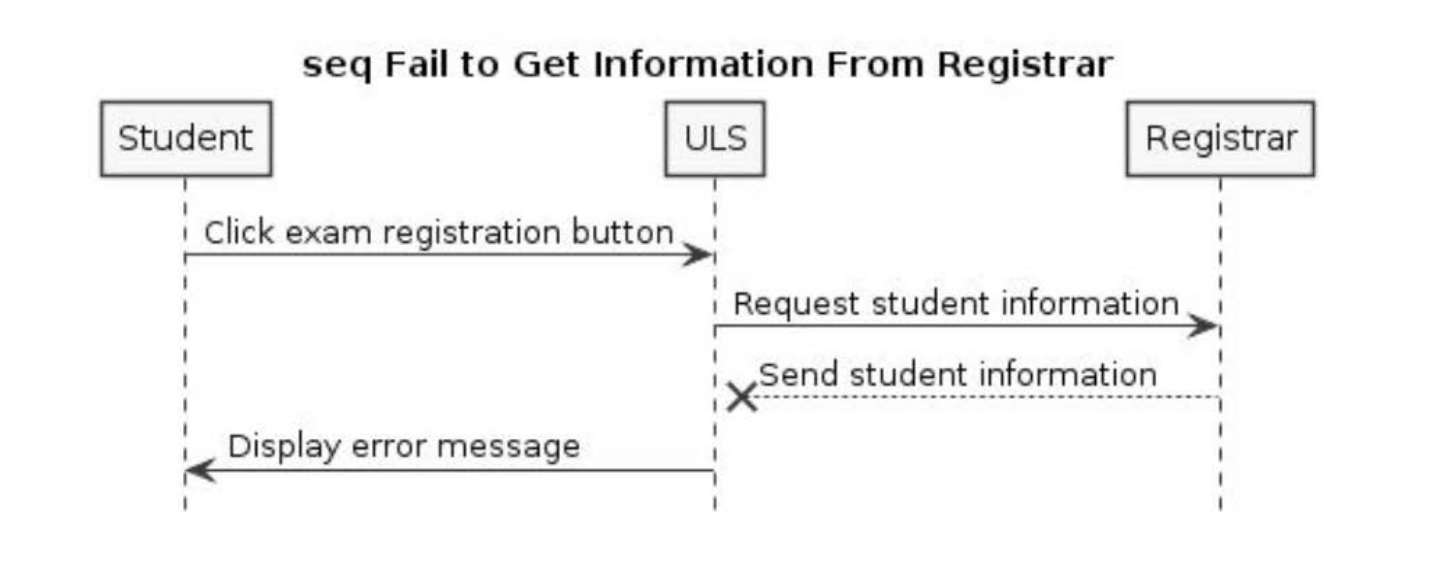 seq Fail to Get Information From Registrar
Student
ULS
Registrar
Click exam registration button
Request student information
Send student information
Display error message